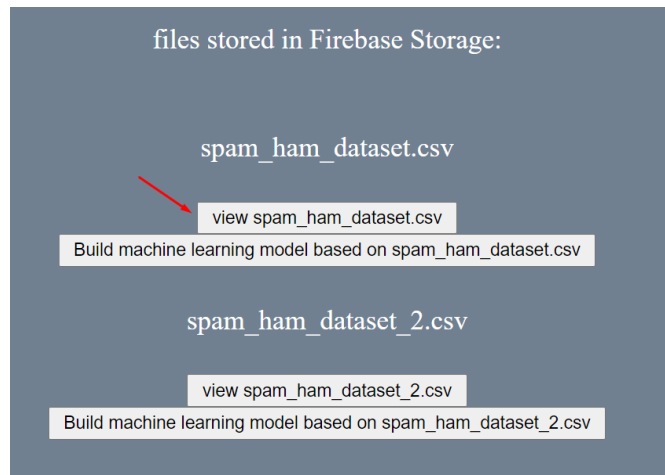 files stored in Firebase Storage:
spam_ham_dataset.csv
view spam_ham_dataset.csv
Build machine learning model based on spam_ham_dataset.csv
spam_ham_dataset_2.csv
view spam_ham_dataset_2.csv
Build machine learning model based on spam_ham_dataset_2.csv